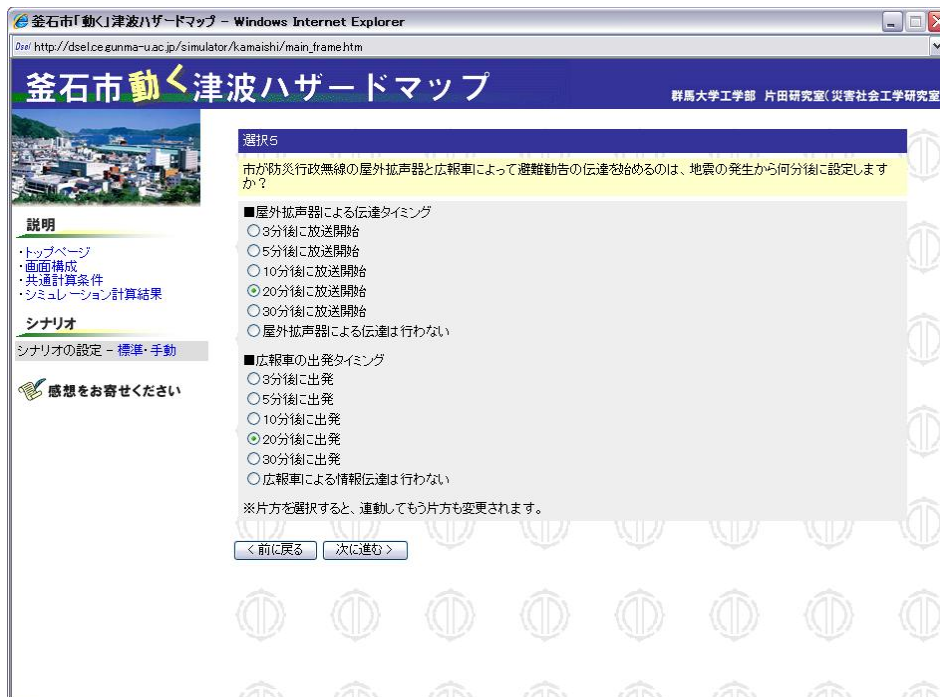 釜石市「動く」津波ハザードマップ - Windows Internet Explorer
http://dsel.ce.gunma-u.ac.jp/simulator/kamaishi/main_frame.htm
釜石市動く津波ハザードマップ
群馬大学工学部 片田研究室(災害社会工学研究室
選択5
市が防災行政無線の屋外拡声器と広報車によって避難勧告の伝達を始めるのは、地震の発生から何分後に設定します
か?
■屋外拡声器による伝達タイミング
3分後に放送開始
5分後に放送開始
10分後に放送開始
20分後に放送開始
30分後に放送開始
屋外拡声器による伝達は行わない
■広報車の出発タイミング
3分後に出発
5分後に出発
10分後に出発
20分後に出発
30分後に出発
広報車による情報伝達は行わない
※片方を選択すると、連動してもう片方も変更されます。
<前に戻る 次に進む>
説明
・トップページ
・画面構成
・共通計算条件
・シミュレーション計算結果
シナリオ
シナリオの設定 - 標準・手動
感想をお寄せください